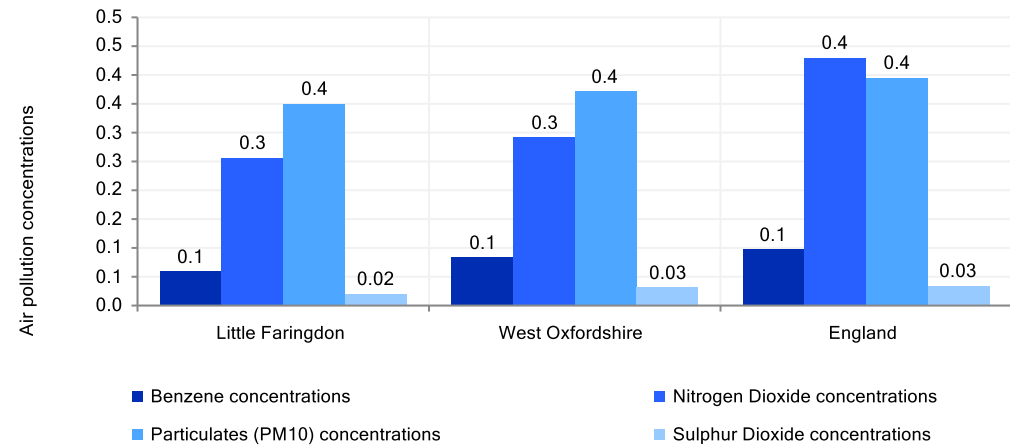 0.5
0.5
0.4
0.4
0.3
0.3
0.2
0.2
0.1
0.1
0.0
Air pollution concentrations
0.1
0.3
0.4
0.02
0.1
0.3
0.4
0.03
0.1
0.4
0.4
0.03
Little Faringdon
West Oxfordshire
England
Benzene concentrations
Nitrogen Dioxide concentrations
Particulates (PM10) concentrations
Sulphur Dioxide concentrations